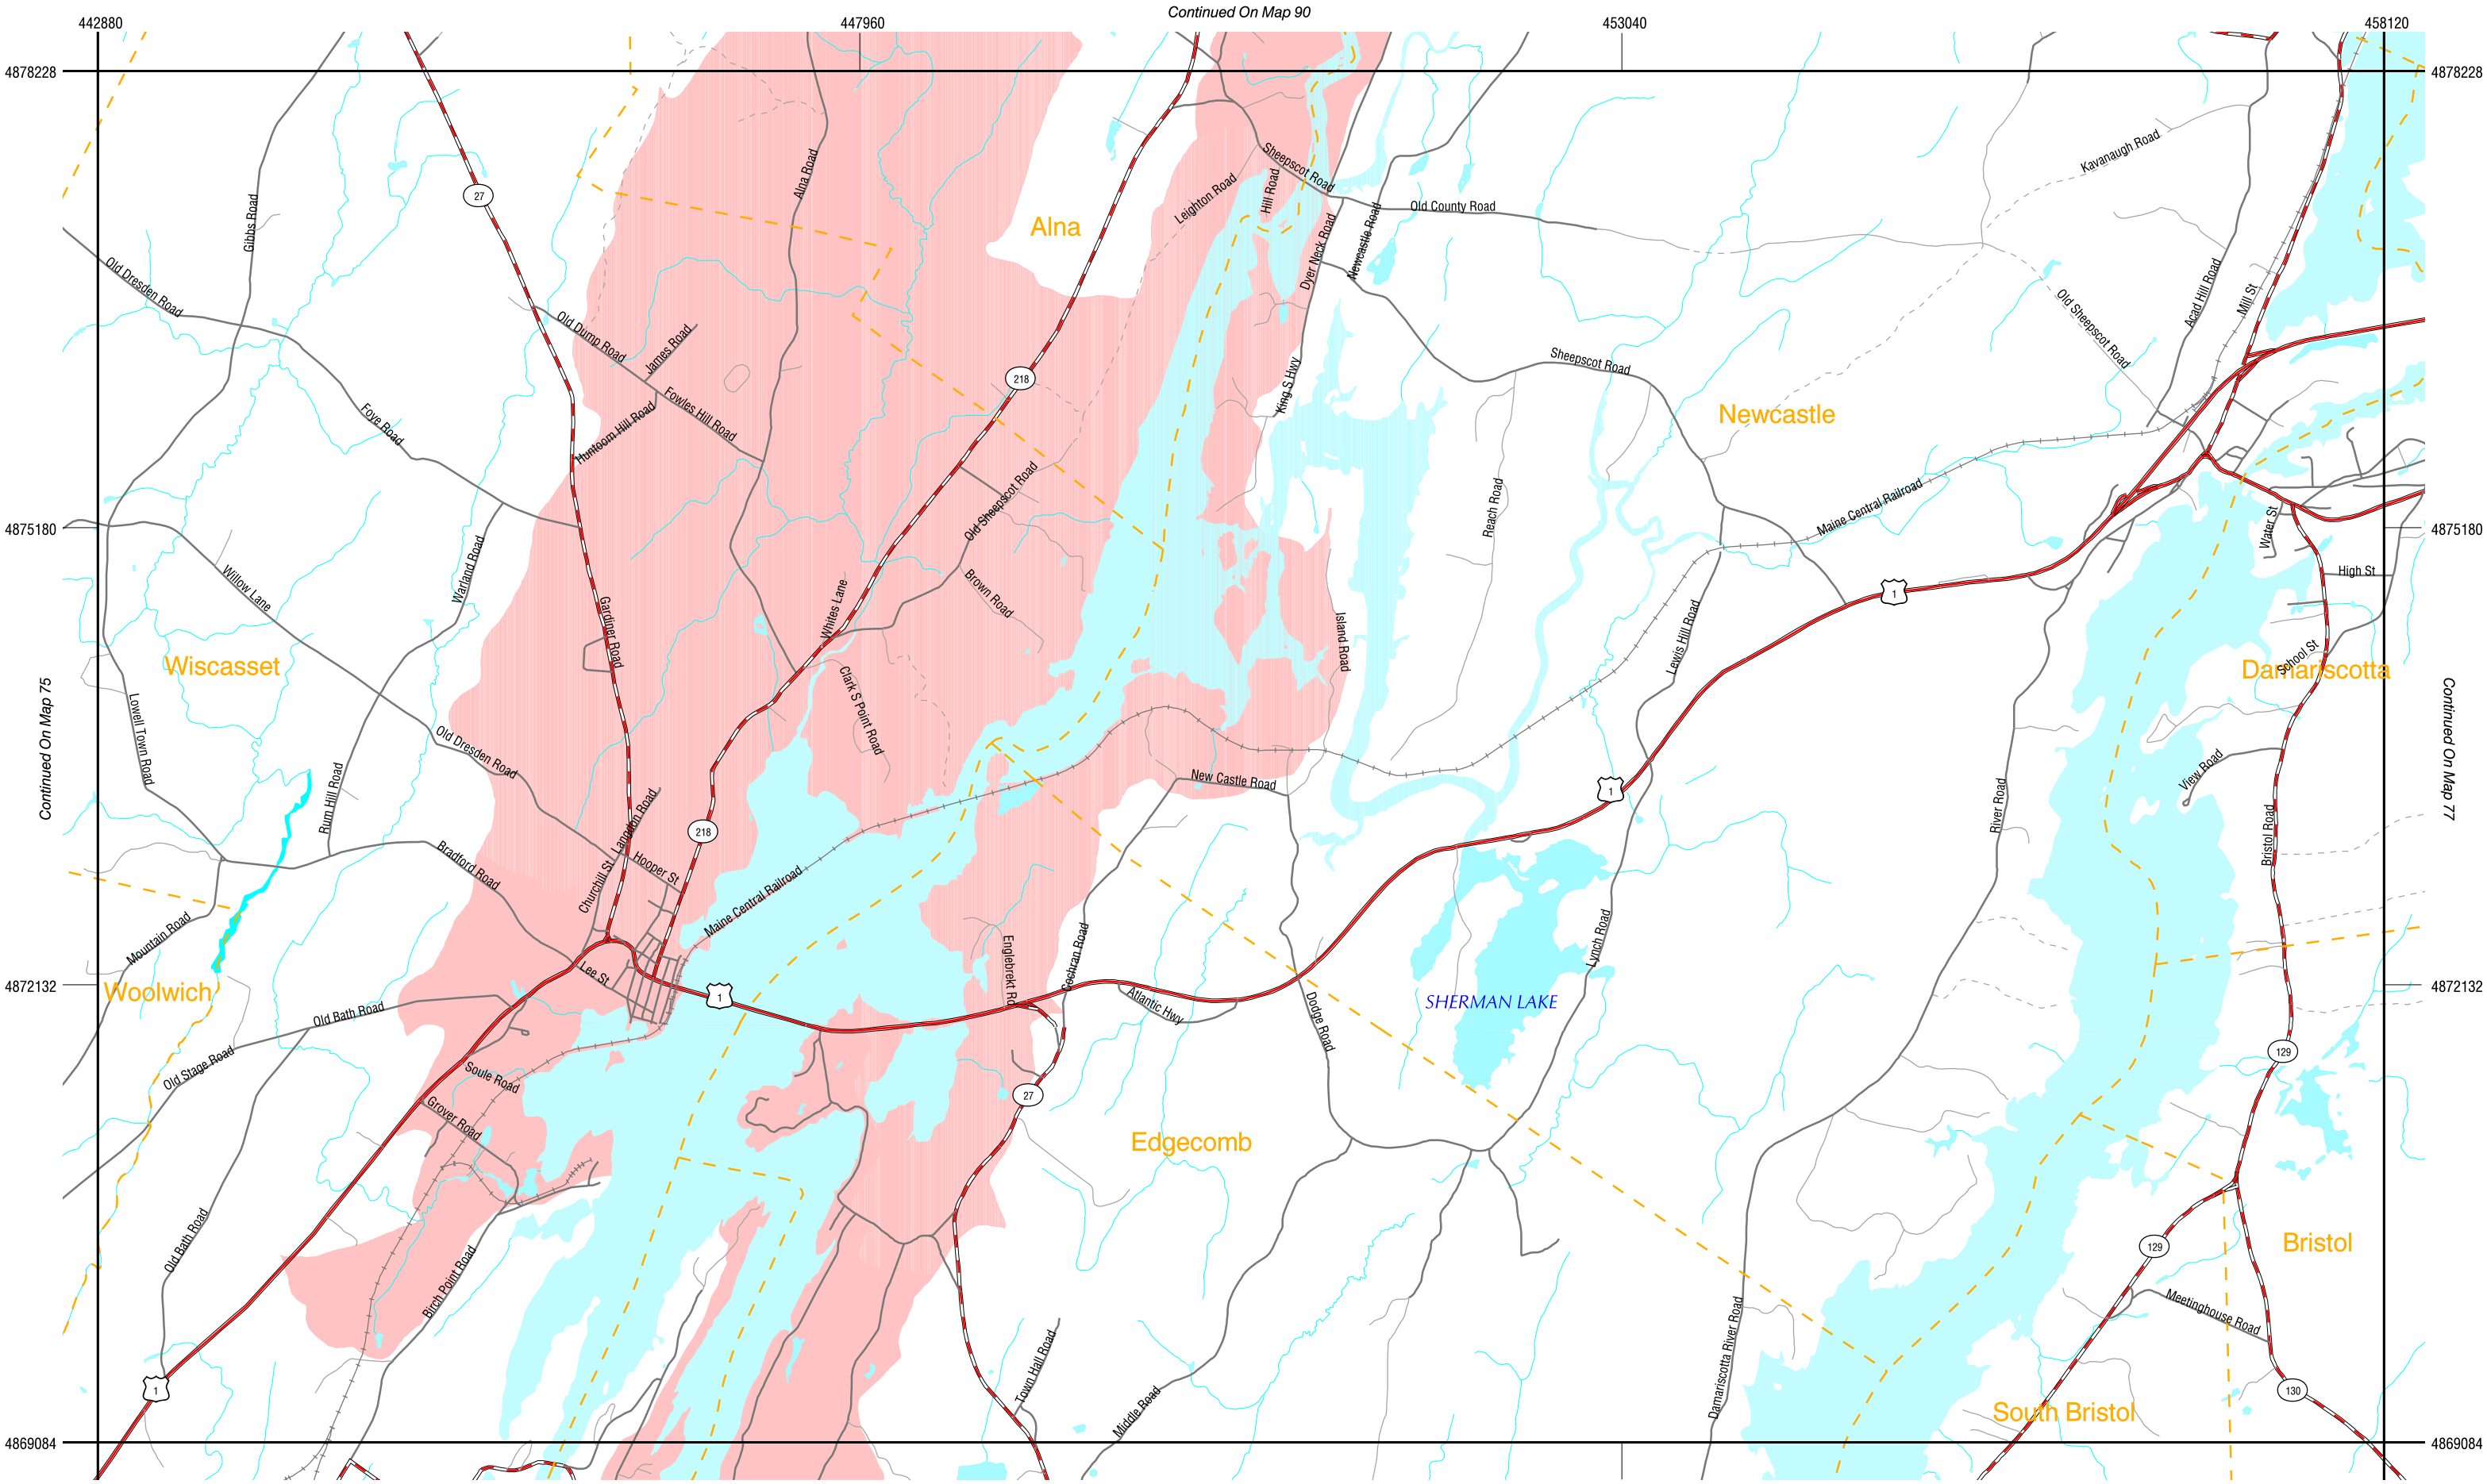 Continued On Map 90
442880
447960
453040
458120
4878228
4878228
Sheepscot Road
Kavanaugh Road
Alna Road
27
Leighton Road
Hill Road
Gibbs Road
Old County Road
Alna
Dyer Neck Road
Newcastle Road
Old Dresden Road
Acad Hill Road
Mill St
Old Sheepscot Road
Old Dump Road
James Road
Sheepscot Road
218
King S Hwy
Foye Road
Fowles Hill Road
Huntoom Hill Road
Newcastle
Old Sheepscot Road
Reach Road
Maine Central Railroad
4875180
4875180
Water St
Warland Road
Willow Lane
High St
Brown Road
Whites Lane
1
Gardiner Road
Island Road
Lewis Hill Road
Wiscasset
School St
Damariscotta
Clark S Point Road
Lowell Town Road
Continued On Map 75
Continued On Map 77
Old Dresden Road
View Road
New Castle Road
1
Rum Hill Road
Langdon Road
River Road
218
Bristol Road
Bradford Road
Hooper St
Churchill St
Maine Central Railroad
Mountain Road
Englebrekt Rd
Cochran Road
Lynch Road
Lee St
4872132
4872132
Woolwich
1
Atlantic Hwy
SHERMAN LAKE
Old Bath Road
Dodge Road
129
Old Stage Road
Soule Road
27
Grover Road
Edgecomb
Old Bath Road
Birch Point Road
129
Bristol
Meetinghouse Road
Damariscotta River Road
Town Hall Road
1
130
Middle Road
South Bristol
4869084
4869084